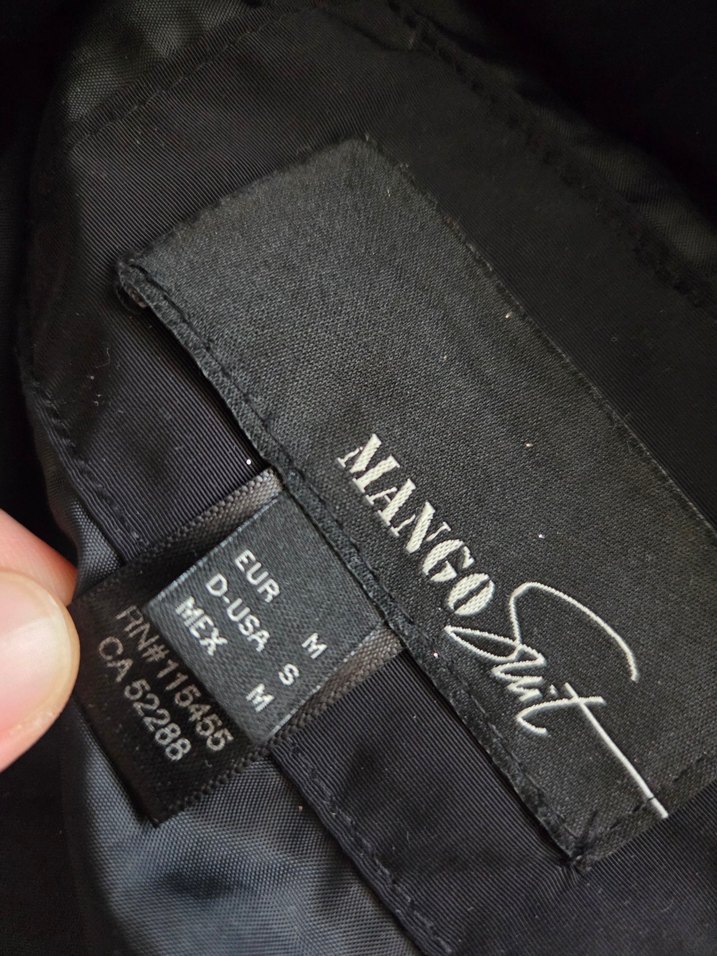 MANGO Suit
EUR M
D-USA S
MEX M
RN#115455
CA 52288